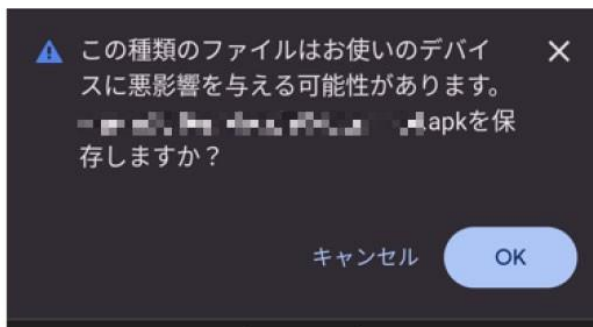 この種類のファイルはお使いのデバイ
スに悪影響を与える可能性があります。
.apkを保
存しますか？
キャンセル OK